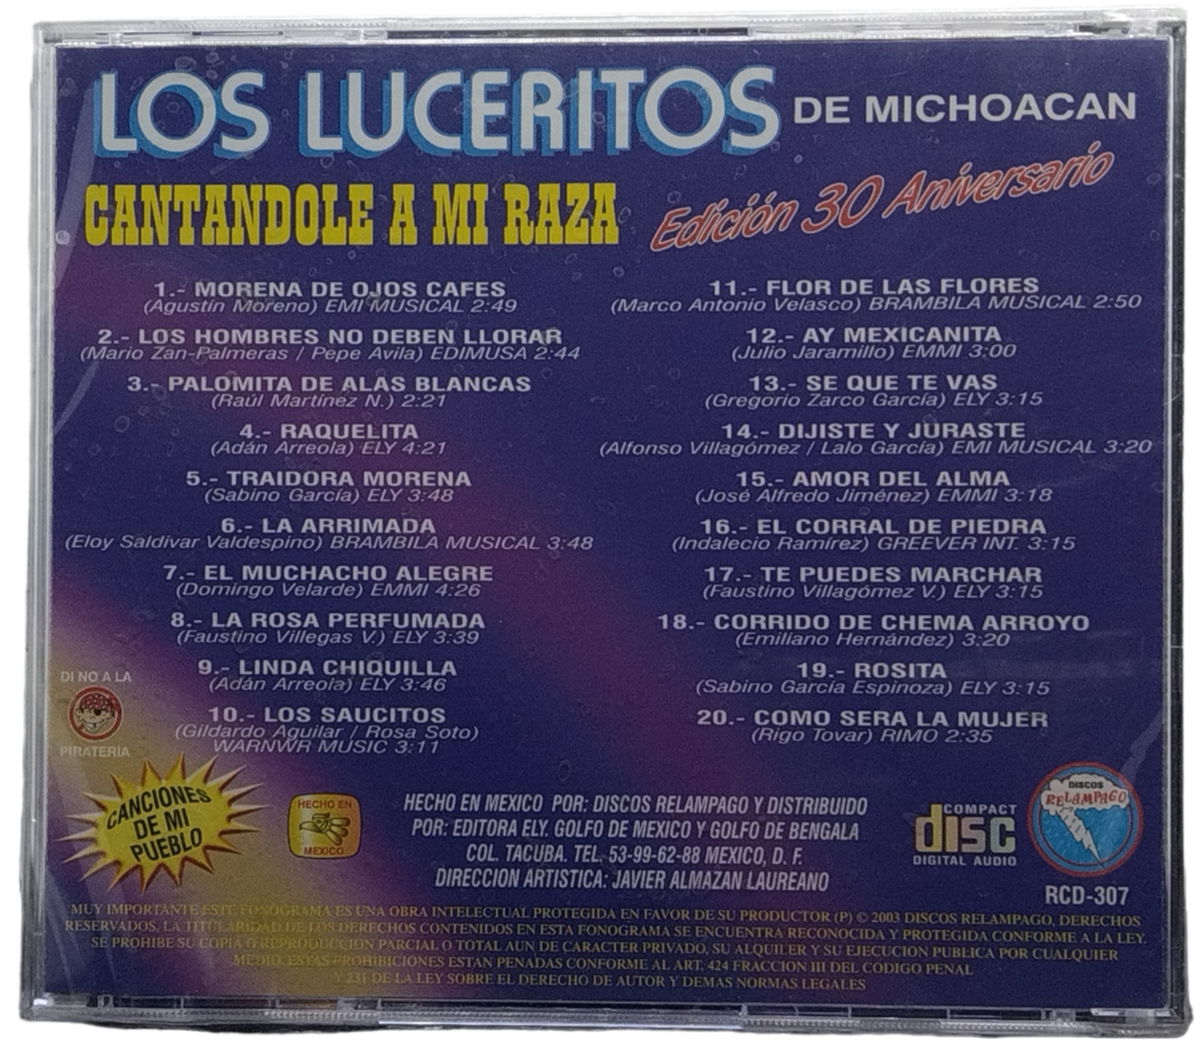 LOS LUCERITOS DE MICHOACAN
CANTANDOLE A MI RAZA
Edición 30 Aniversario
1.- MORENA DE OJOS CAFES
(Agustín Moreno) EMI MUSICAL 2:49
2.- LOS HOMBRES NO DEBEN LLORAR
(Mario Zan-Palmeras / Pepe Avila) EDIMUSA 2:44
3.- PALOMITA DE ALAS BLANCAS
(Raúl Martínez N.) 2:21
4.- RAQUELITA
(Adán Arreola) ELY 4:21
5.- TRAIDORA MORENA
(Sabino García) ELY 3:48
6.- LA ARRIMADA
(Eloy Saldivar Valdespino) BRAMBILA MUSICAL 3:48
7.- EL MUCHACHO ALEGRE
(Domingo Velarde) EMMI 4:26
8.- LA ROSA PERFUMADA
(Faustino Villegas V.) ELY 3:39
9.- LINDA CHIQUILLA
(Adán Arreola) ELY 3:46
10.- LOS SAUCITOS
(Gildardo Aguilar / Rosa Soto)
WARNWR MUSIC 3:11
11.- FLOR DE LAS FLORES
(Marco Antonio Velasco) BRAMBILA MUSICAL 2:50
12.- AY MEXICANITA
(Julio Jaramillo) EMMI 3:00
13.- SE QUE TE VAS
(Gregorio Zarco García) ELY 3:15
14.- DIJISTE Y JURASTE
(Alfonso Villagómez / Lalo García) EMI MUSICAL 3:20
15.- AMOR DEL ALMA
(José Alfredo Jiménez) EMMI 3:18
16.- EL CORRAL DE PIEDRA
(Indalecio Ramírez) GREEVER INT. 3:15
17.- TE PUEDES MARCHAR
(Faustino Villagómez V.) ELY 3:15
18.- CORRIDO DE CHEMA ARROYO
(Emiliano Hernández) 3:20
19.- ROSITA
(Sabino García Espinoza) ELY 3:15
20.- COMO SERA LA MUJER
(Rigo Tovar) RIMO 2:35
DI NO A LA
PIRATERIA
CANCIONES
DE MI
PUEBLO
HECHO EN
MEXICO
HECHO EN MEXICO POR: DISCOS RELAMPAGO Y DISTRIBUIDO
POR: EDITORA ELY. GOLFO DE MEXICO Y GOLFO DE BENGALA
COL. TACUBA. TEL. 53-99-62-88 MEXICO, D. F.
DIRECCION ARTISTICA: JAVIER ALMAZAN LAUREANO
COMPACT
disc
DIGITAL AUDIO
DISCOS
RELAMPAGO
RCD-307
MUY IMPORTANTE ESTE FONOGRAMA ES UNA OBRA INTELECTUAL PROTEGIDA EN FAVOR DE SU PRODUCTOR (P) © 2003 DISCOS RELAMPAGO, DERECHOS
RESERVADOS, LA TITULARIDAD DE LOS DERECHOS CONTENIDOS EN ESTA FONOGRAMA SE ENCUENTRA RECONOCIDA Y PROTEGIDA CONFORME A LA LEY.
SE PROHIBE SU COPIA O REPRODUCCION PARCIAL O TOTAL AUN DE CARACTER PRIVADO, SU ALQUILER Y SU EJECUCION PUBLICA POR CUALQUIER
MEDIO. ESTAS PROHIBICIONES ESTAN PENADAS CONFORME AL ART, 424 FRACCION III DEL CODIGO PENAL
Y 231 DE LA LEY SOBRE EL DERECHO DE AUTOR Y DEMAS NORMAS LEGALES